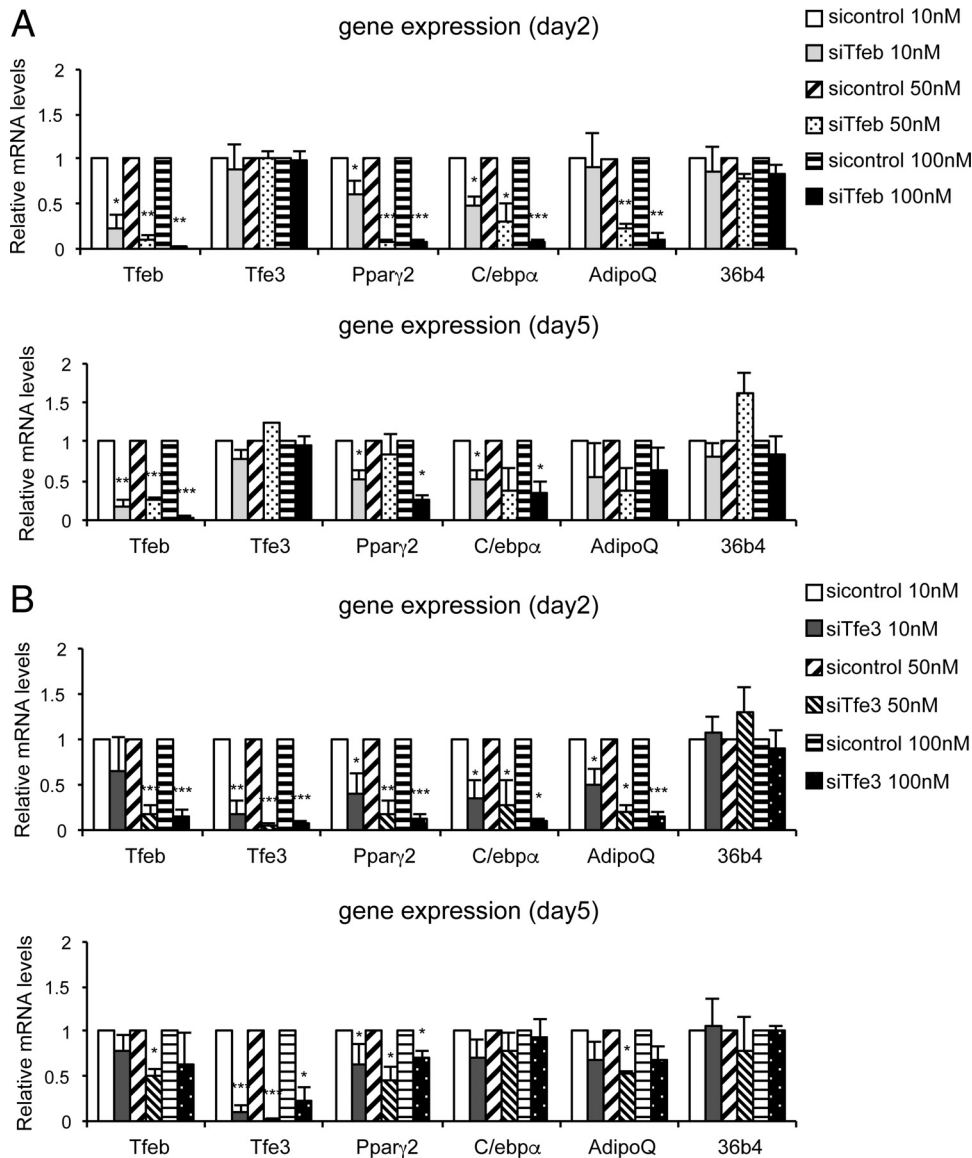 A
gene expression (day2)
Relative mRNA levels
2
1.5
1
0.5
0
* ** **
* *** ***
* * ***
** **
Tfeb Tfe3 Pparγ2 C/ebpα AdipoQ 36b4
sicontrol 10nM
siTfeb 10nM
sicontrol 50nM
siTfeb 50nM
sicontrol 100nM
siTfeb 100nM
gene expression (day5)
Relative mRNA levels
2
1.5
1
0.5
0
** *** ***
* *
* *
Tfeb Tfe3 Pparγ2 C/ebpα AdipoQ 36b4
B
gene expression (day2)
Relative mRNA levels
2
1.5
1
0.5
0
*** ***
** *** ***
* ** ***
* * *
* * ***
Tfeb Tfe3 Pparγ2 C/ebpα AdipoQ 36b4
sicontrol 10nM
siTfe3 10nM
sicontrol 50nM
siTfe3 50nM
sicontrol 100nM
siTfe3 100nM
gene expression (day5)
Relative mRNA levels
2
1.5
1
0.5
0
*
*** *** *
* * *
*
Tfeb Tfe3 Pparγ2 C/ebpα AdipoQ 36b4